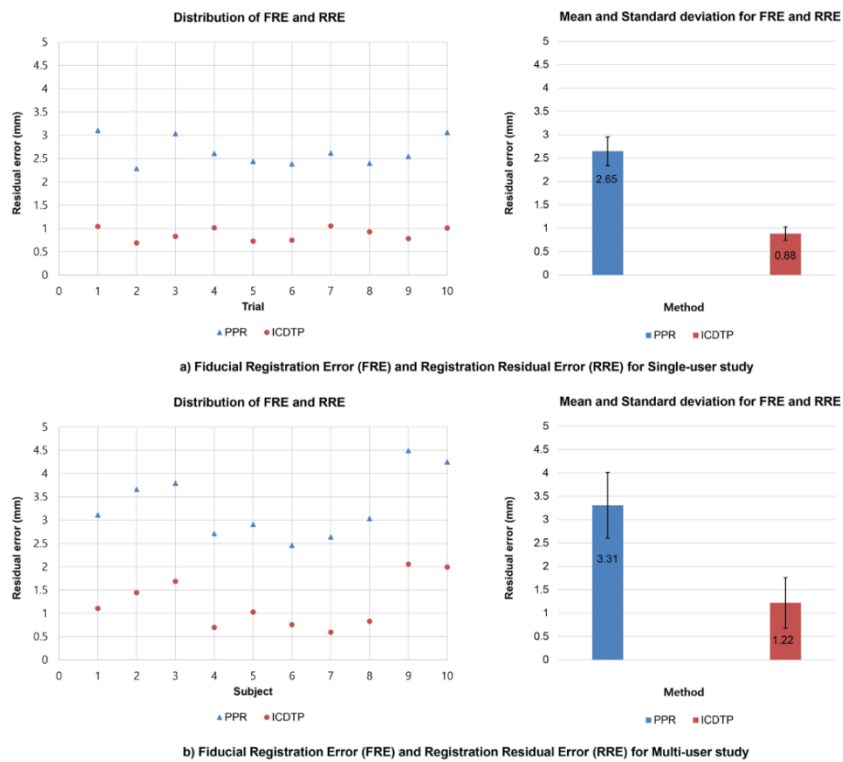 Distribution of FRE and RRE
Residual error (mm)
5
4.5
4
3.5
3
2.5
2
1.5
1
0.5
0
0 1 2 3 4 5 6 7 8 9 10
Trial
PPR ICDTP
Mean and Standard deviation for FRE and RRE
Residual error (mm)
5
4.5
4
3.5
3
2.5
2
1.5
1
0.5
0
2.65
0.88
Method
PPR ICDTP
a) Fiducial Registration Error (FRE) and Registration Residual Error (RRE) for Single-user study
Distribution of FRE and RRE
Residual error (mm)
5
4.5
4
3.5
3
2.5
2
1.5
1
0.5
0
0 1 2 3 4 5 6 7 8 9 10
Subject
PPR ICDTP
Mean and Standard deviation for FRE and RRE
Residual error (mm)
5
4.5
4
3.5
3
2.5
2
1.5
1
0.5
0
3.31
1.22
Method
PPR ICDTP
b) Fiducial Registration Error (FRE) and Registration Residual Error (RRE) for Multi-user study